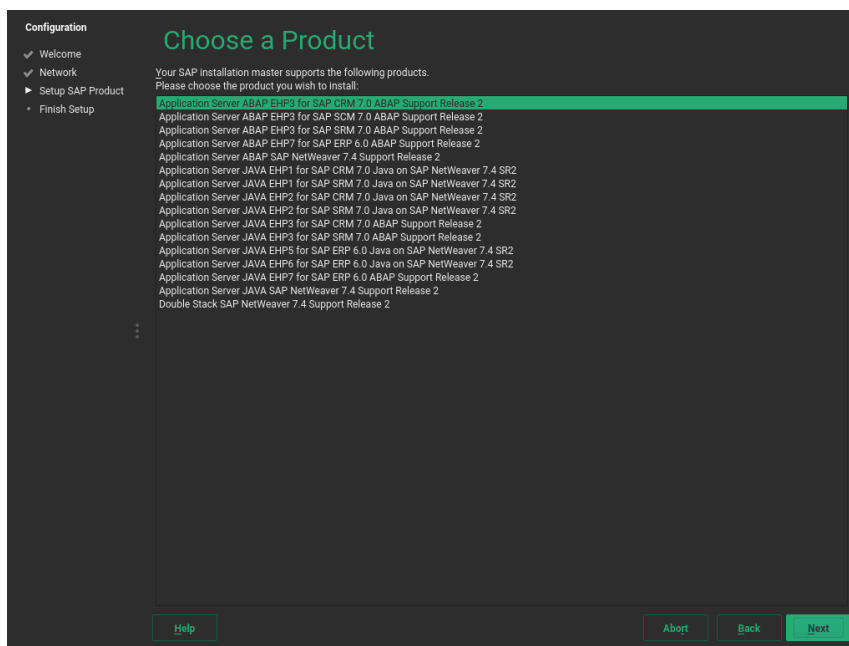 Configuration
Welcome
Network
Setup SAP Product
Finish Setup
Choose a Product
Your SAP installation master supports the following products.
Please choose the product you wish to install:
Application Server ABAP EHP3 for SAP CRM 7.0 ABAP Support Release 2
Application Server ABAP EHP3 for SAP SCM 7.0 ABAP Support Release 2
Application Server ABAP EHP3 for SAP SRM 7.0 ABAP Support Release 2
Application Server ABAP EHP7 for SAP ERP 6.0 ABAP Support Release 2
Application Server ABAP SAP NetWeaver 7.4 Support Release 2
Application Server JAVA EHP1 for SAP CRM 7.0 Java on SAP NetWeaver 7.4 SR2
Application Server JAVA EHP1 for SAP SRM 7.0 Java on SAP NetWeaver 7.4 SR2
Application Server JAVA EHP2 for SAP CRM 7.0 Java on SAP NetWeaver 7.4 SR2
Application Server JAVA EHP2 for SAP SRM 7.0 Java on SAP NetWeaver 7.4 SR2
Application Server JAVA EHP3 for SAP CRM 7.0 ABAP Support Release 2
Application Server JAVA EHP3 for SAP SRM 7.0 ABAP Support Release 2
Application Server JAVA EHP5 for SAP ERP 6.0 Java on SAP NetWeaver 7.4 SR2
Application Server JAVA EHP6 for SAP ERP 6.0 Java on SAP NetWeaver 7.4 SR2
Application Server JAVA EHP7 for SAP ERP 6.0 ABAP Support Release 2
Application Server JAVA SAP NetWeaver 7.4 Support Release 2
Double Stack SAP NetWeaver 7.4 Support Release 2
Help
Abort
Back
Next